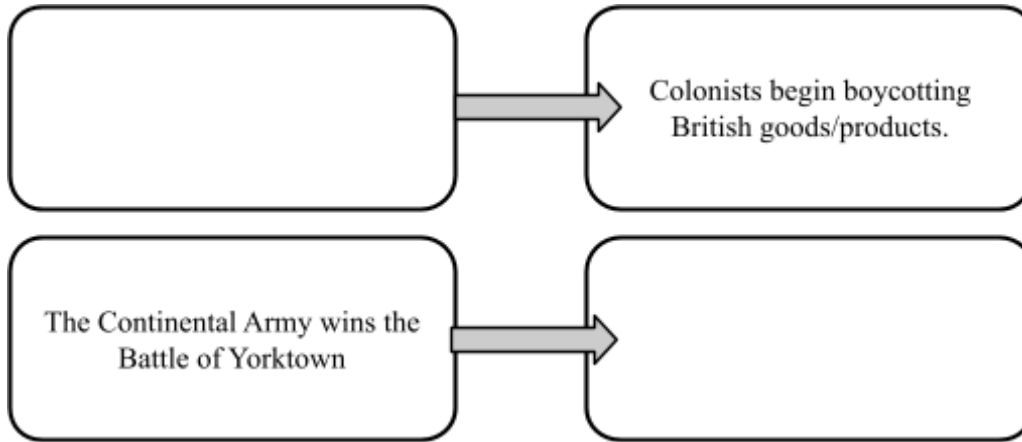 Colonists begin boycotting
British goods/products.
The Continental Army wins the
Battle of Yorktown